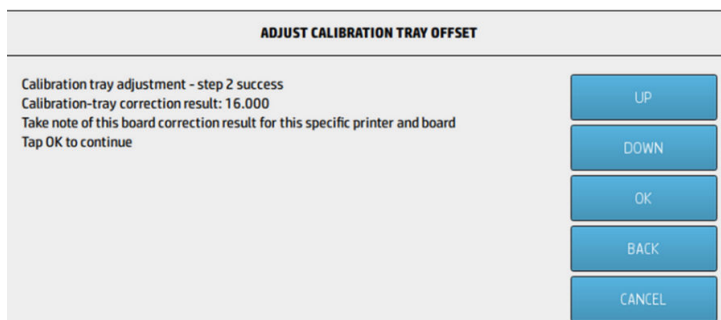 ADJUST CALIBRATION TRAY OFFSET
Calibration tray adjustment - step 2 success
Calibration-tray correction result: 16.000
Take note of this board correction result for this specific printer and board
Tap OK to continue
UP
DOWN
OK
BACK
CANCEL